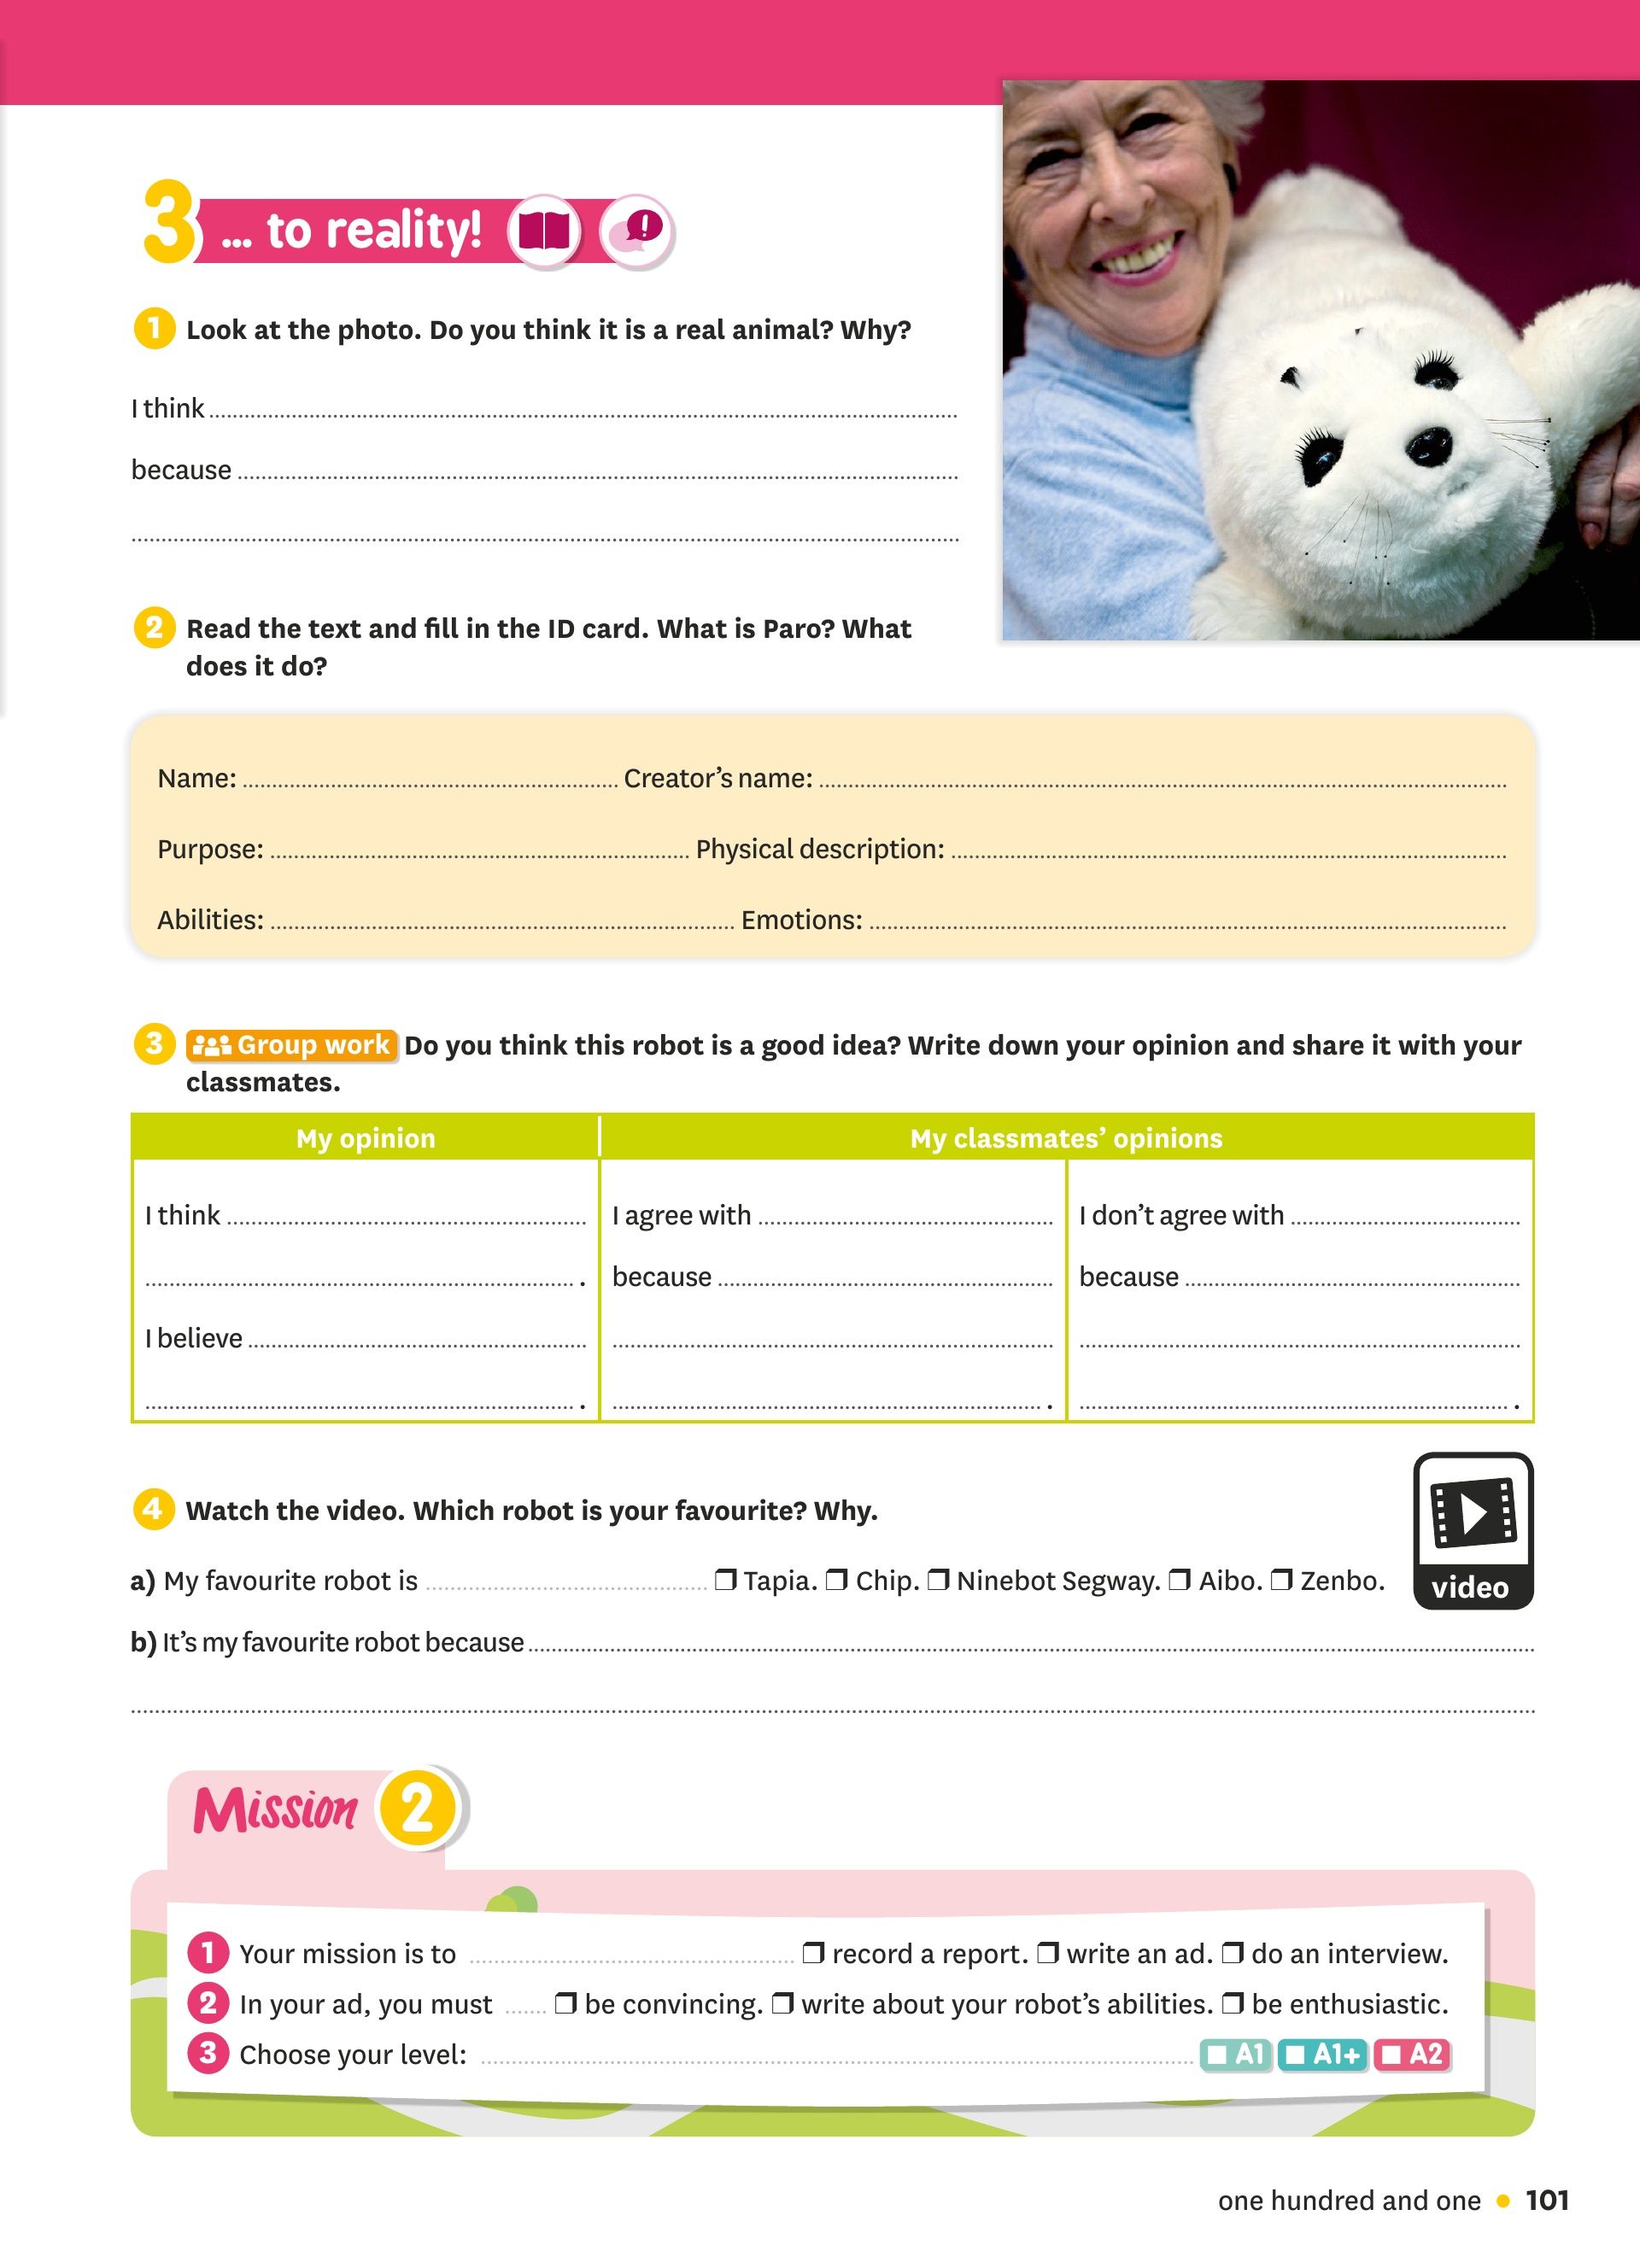 3 ... to reality!
1 Look at the photo. Do you think it is a real animal? Why?
I think
because
2 Read the text and fill in the ID card. What is Paro? What
does it do?
Name: Creator's name:
Purpose: Physical description:
Abilities: Emotions:
3 Group work Do you think this robot is a good idea? Write down your opinion and share it with your
classmates.
My opinion My classmates' opinions
I think I agree with I don't agree with
. because because
I believe
. . .
4 Watch the video. Which robot is your favourite? Why.
a) My favourite robot is ❒ Tapia. ❒ Chip. ❒ Ninebot Segway. ❒ Aibo. ❒ Zenbo.
video
b) It's my favourite robot because
Mission 2
1 Your mission is to ❒ record a report. ❒ write an ad. ❒ do an interview.
2 In your ad, you must ❒ be convincing. ❒ write about your robot's abilities. ❒ be enthusiastic.
3 Choose your level: A1 A1+ A2
one hundred and one • 101